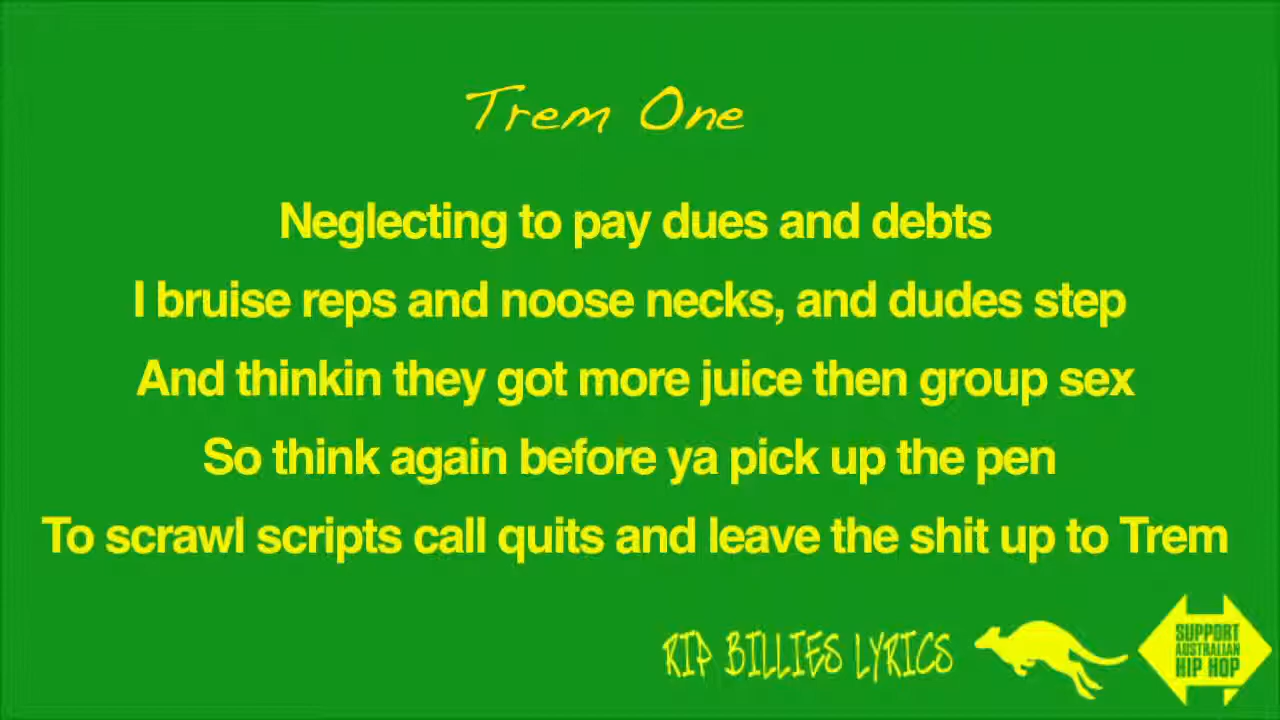 Trem One
Neglecting to pay dues and debts
I bruise reps and noose necks, and dudes step
And thinkin they got more juice then group sex
So think again before ya pick up the pen
To scrawl scripts call quits and leave the shit up to Trem
RIP BILLIES LYRICS
SUPPORT
AUSTRALIAN
HIP HOP